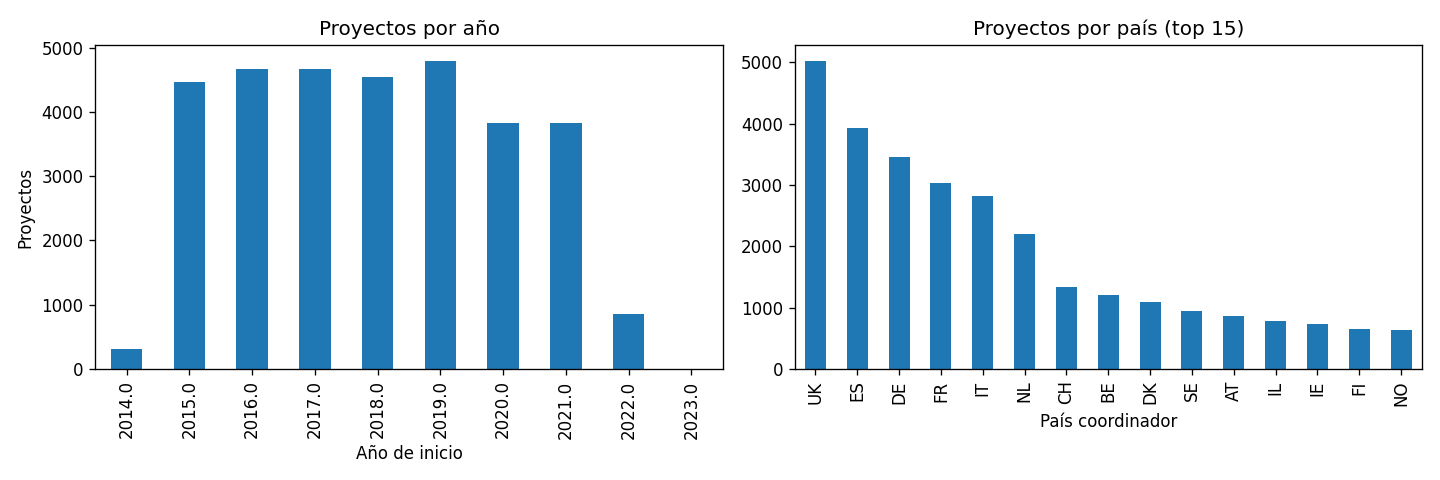 Proyectos por año
Proyectos
5000
4000
3000
2000
1000
0
2014.0
2015.0
2016.0
2017.0
2018.0
2019.0
2020.0
2021.0
2022.0
2023.0
Año de inicio
Proyectos por país (top 15)
5000
4000
3000
2000
1000
0
UK
ES
DE
FR
IT
NL
CH
BE
DK
SE
AT
IL
IE
FI
NO
País coordinador